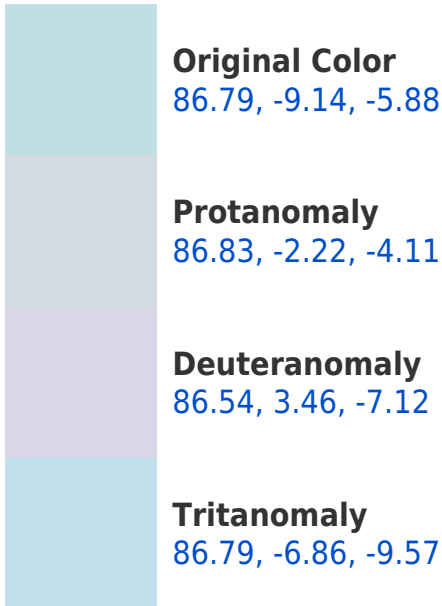 Original Color
86.79, -9.14, -5.88
Protanomaly
86.83, -2.22, -4.11
Deuteranomaly
86.54, 3.46, -7.12
Tritanomaly
86.79, -6.86, -9.57